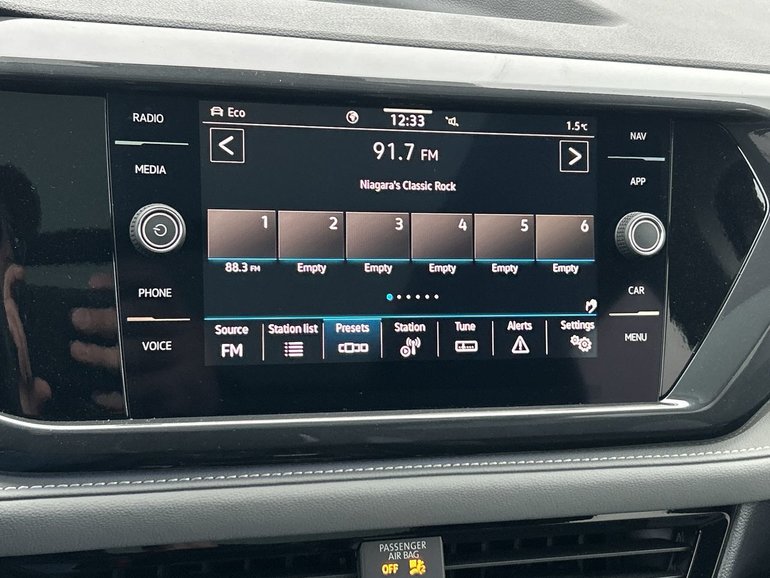 RADIO
MEDIA
PHONE
VOICE
Eco
12:33
1.5°C
91.7 FM
Niagara's Classic Rock
1 2 3 4 5 6
88.3 FM Empty Empty Empty Empty Empty
Source Station list Presets Station Tune Alerts Settings
FM
NAV
APP
CAR
MENU
PASSENGER
AIR BAG
OFF